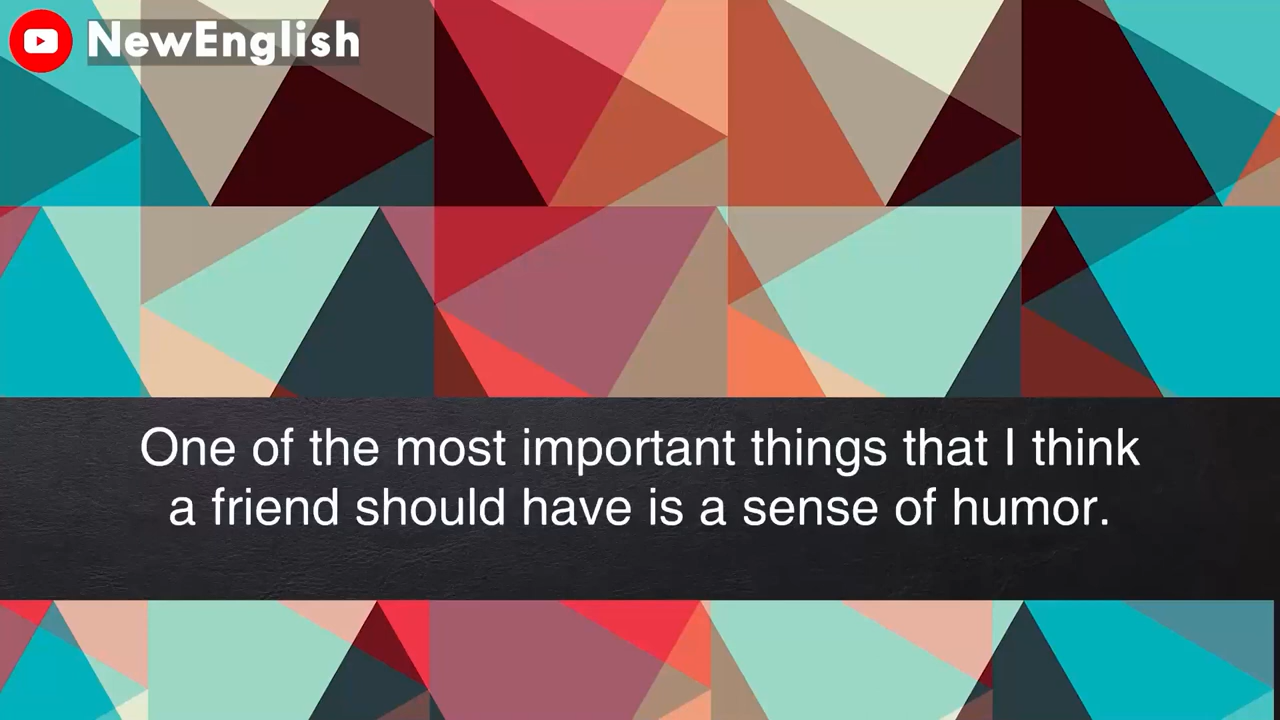 NewEnglish
One of the most important things that I think
a friend should have is a sense of humor.